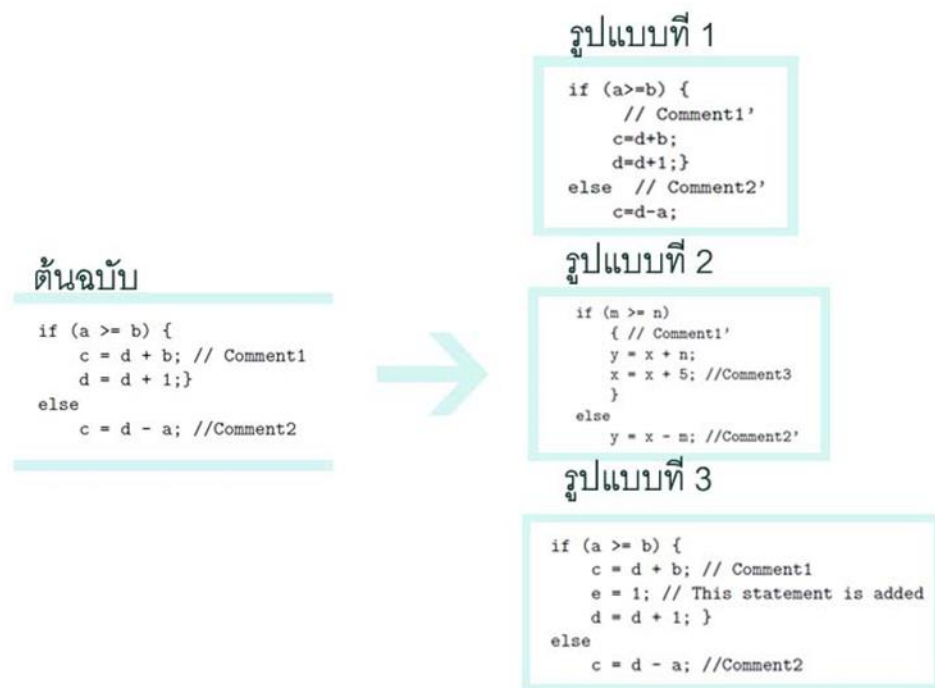 ต้นฉบับ
if (a >= b) {
    c = d + b; // Comment1
    d = d + 1;}
else
    c = d - a; //Comment2
รูปแบบที่ 1
if (a>=b) {
     // Comment1’
    c=d+b;
    d=d+1;}
else  // Comment2’
    c=d-a;
รูปแบบที่ 2
if (m >= n)
    { // Comment1’
    y = x + n;
    x = x + 5; //Comment3
    }
else
    y = x - m; //Comment2’
รูปแบบที่ 3
if (a >= b) {
    c = d + b; // Comment1
    e = 1; // This statement is added
    d = d + 1; }
else
    c = d - a; //Comment2